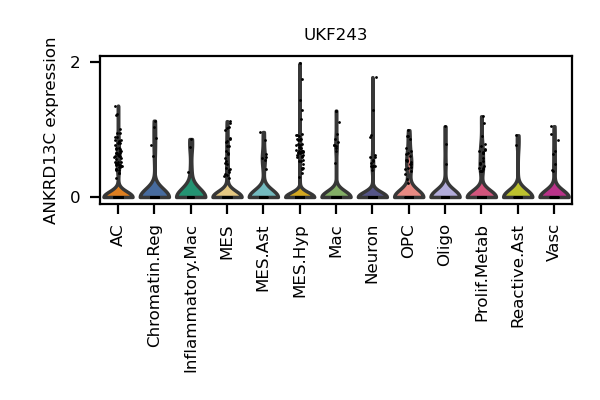 UKF243
ANKRD13C expression
2
0
AC
Chromatin.Reg
Inflammatory.Mac
MES
MES.Ast
MES.Hyp
Mac
Neuron
OPC
Oligo
Prolif.Metab
Reactive.Ast
Vasc